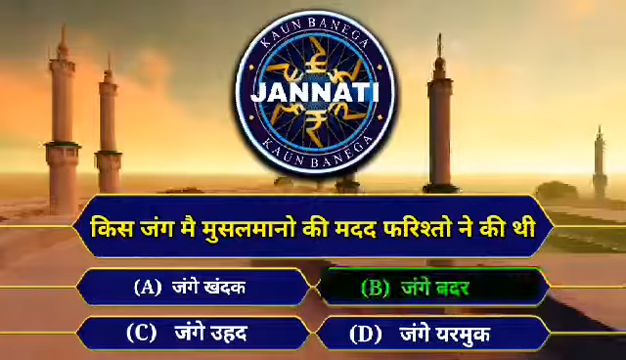 KAUN BANEGA
JANNATI
KAUN BANEGA
किस जंग मै मुसलमानो की मदद फरिश्तो ने की थी
(A) जंगे खंदक
(B) जंगे बदर
(C) जंगे उहद
(D) जंगे यरमुक